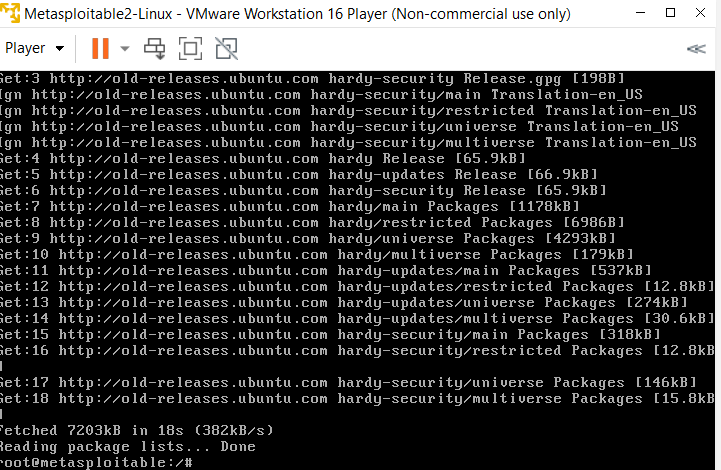 Metasploitable2-Linux - VMware Workstation 16 Player (Non-commercial use only)
Player
Get:3 http://old-releases.ubuntu.com hardy-security Release.gpg [198B]
Ign http://old-releases.ubuntu.com hardy-security/main Translation-en_US
Ign http://old-releases.ubuntu.com hardy-security/restricted Translation-en_US
Ign http://old-releases.ubuntu.com hardy-security/universe Translation-en_US
Ign http://old-releases.ubuntu.com hardy-security/multiverse Translation-en_US
Get:4 http://old-releases.ubuntu.com hardy Release [65.9kB]
Get:5 http://old-releases.ubuntu.com hardy-updates Release [66.9kB]
Get:6 http://old-releases.ubuntu.com hardy-security Release [65.9kB]
Get:7 http://old-releases.ubuntu.com hardy/main Packages [1178kB]
Get:8 http://old-releases.ubuntu.com hardy/restricted Packages [6986B]
Get:9 http://old-releases.ubuntu.com hardy/universe Packages [4293kB]
Get:10 http://old-releases.ubuntu.com hardy/multiverse Packages [179kB]
Get:11 http://old-releases.ubuntu.com hardy-updates/main Packages [537kB]
Get:12 http://old-releases.ubuntu.com hardy-updates/restricted Packages [12.8kB]
Get:13 http://old-releases.ubuntu.com hardy-updates/universe Packages [274kB]
Get:14 http://old-releases.ubuntu.com hardy-updates/multiverse Packages [30.6kB]
Get:15 http://old-releases.ubuntu.com hardy-security/main Packages [318kB]
Get:16 http://old-releases.ubuntu.com hardy-security/restricted Packages [12.8kB
]
Get:17 http://old-releases.ubuntu.com hardy-security/universe Packages [146kB]
Get:18 http://old-releases.ubuntu.com hardy-security/multiverse Packages [15.8kB
]
Fetched 7203kB in 18s (382kB/s)
Reading package lists... Done
root@metasploitable:/#